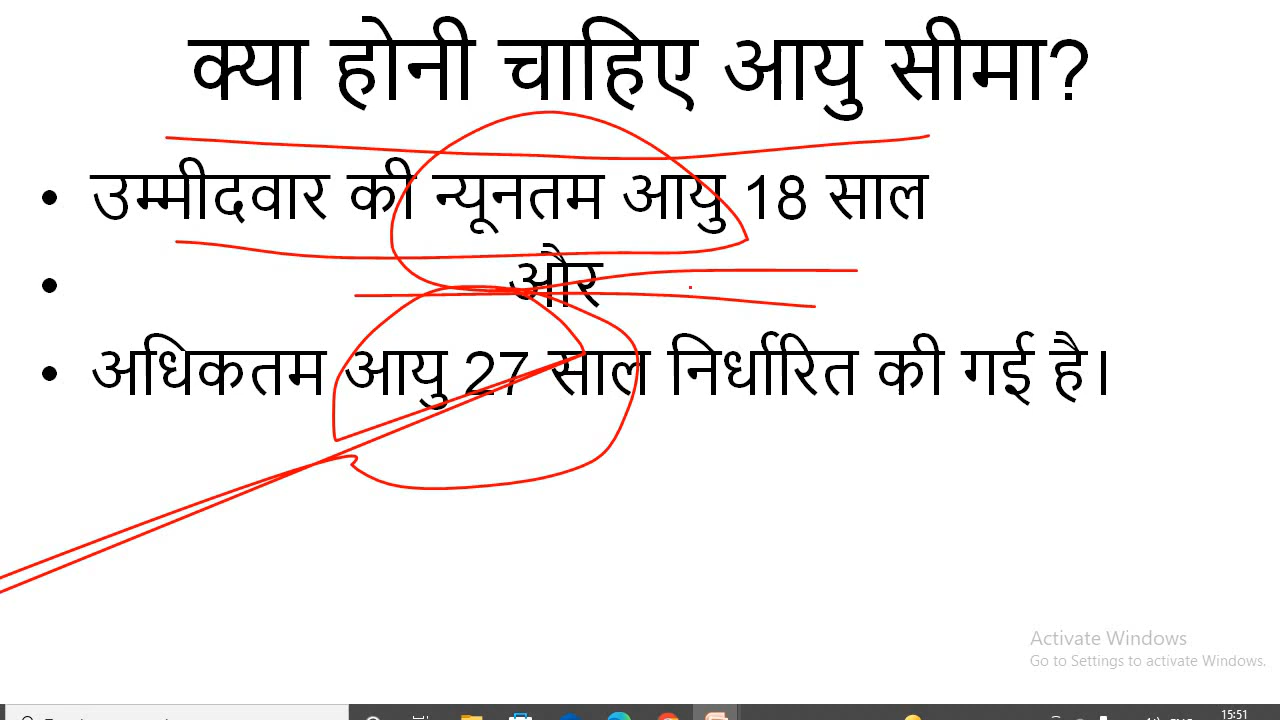 क्या होनी चाहिए आयु सीमा?
• उम्मीदवार की न्यूनतम आयु 18 साल
• और
• अधिकतम आयु 27 साल निर्धारित की गई है।
Activate Windows
Go to Settings to activate Windows.
15:51